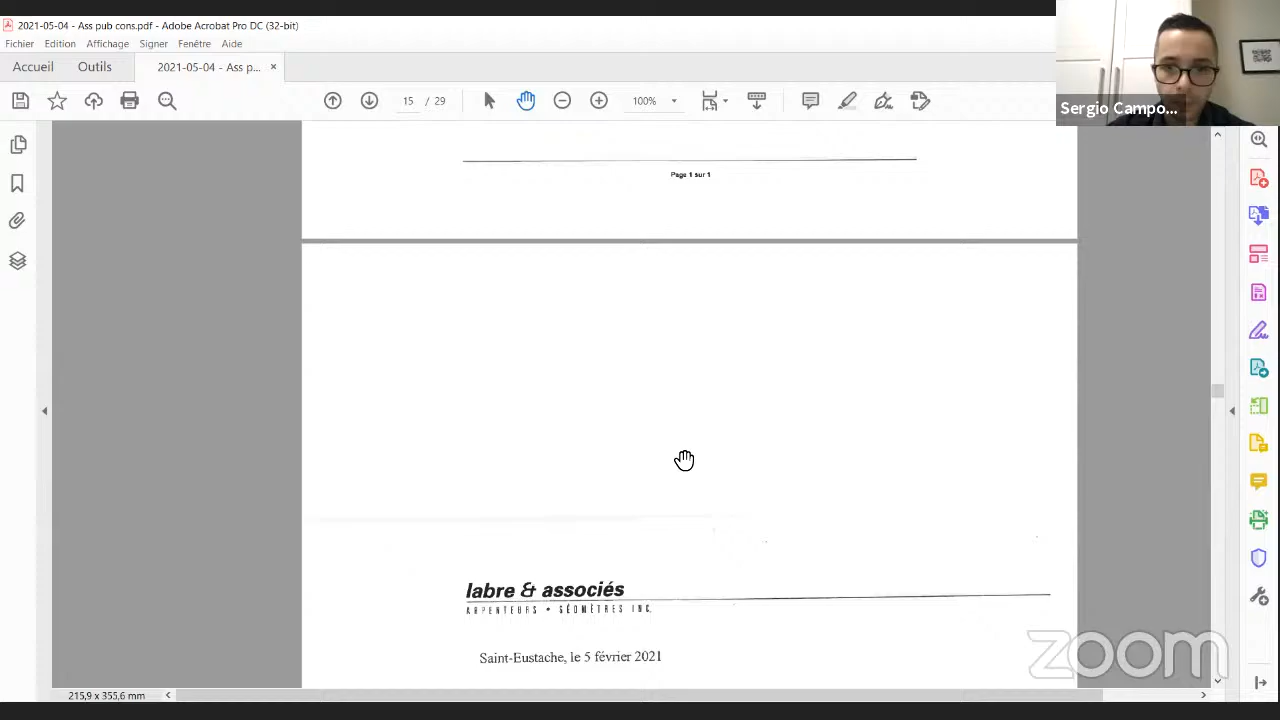 2021-05-04 - Ass pub cons.pdf - Adobe Acrobat Pro DC (32-bit)
Fichier Edition Affichage Signer Fenêtre Aide
Accueil Outils 2021-05-04 - Ass p... ×
15 / 29 100%
Sergio Campo...
Page 1 sur 1
labre & associés
ARPENTEURS • GÉOMÈTRES INC.
Saint-Eustache, le 5 février 2021
zoom
215,9 x 355,6 mm